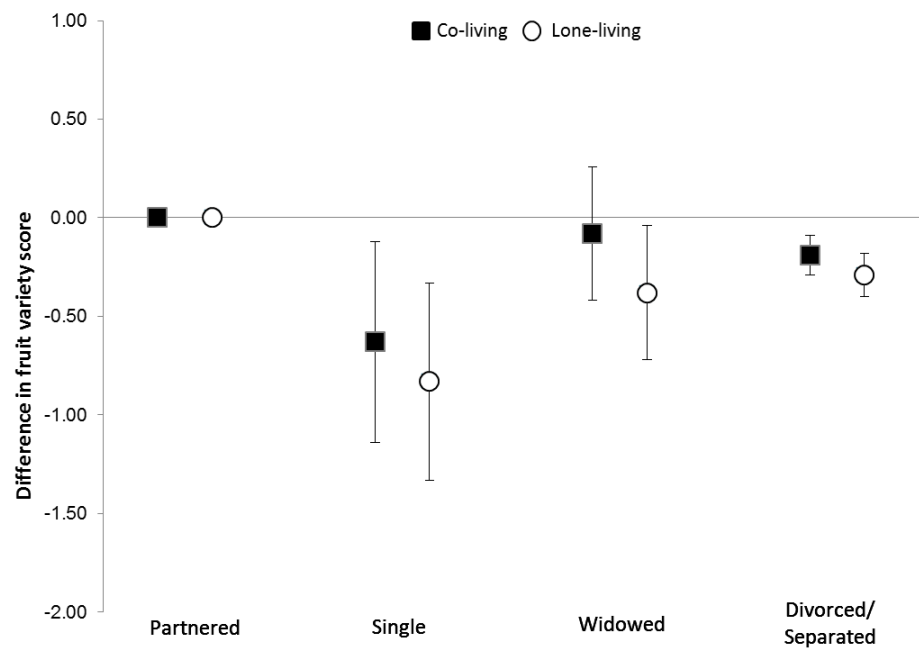 Co-living
Lone-living
1.00
0.50
0.00
-0.50
-1.00
-1.50
-2.00
Difference in fruit variety score
Partnered
Single
Widowed
Divorced/
Separated